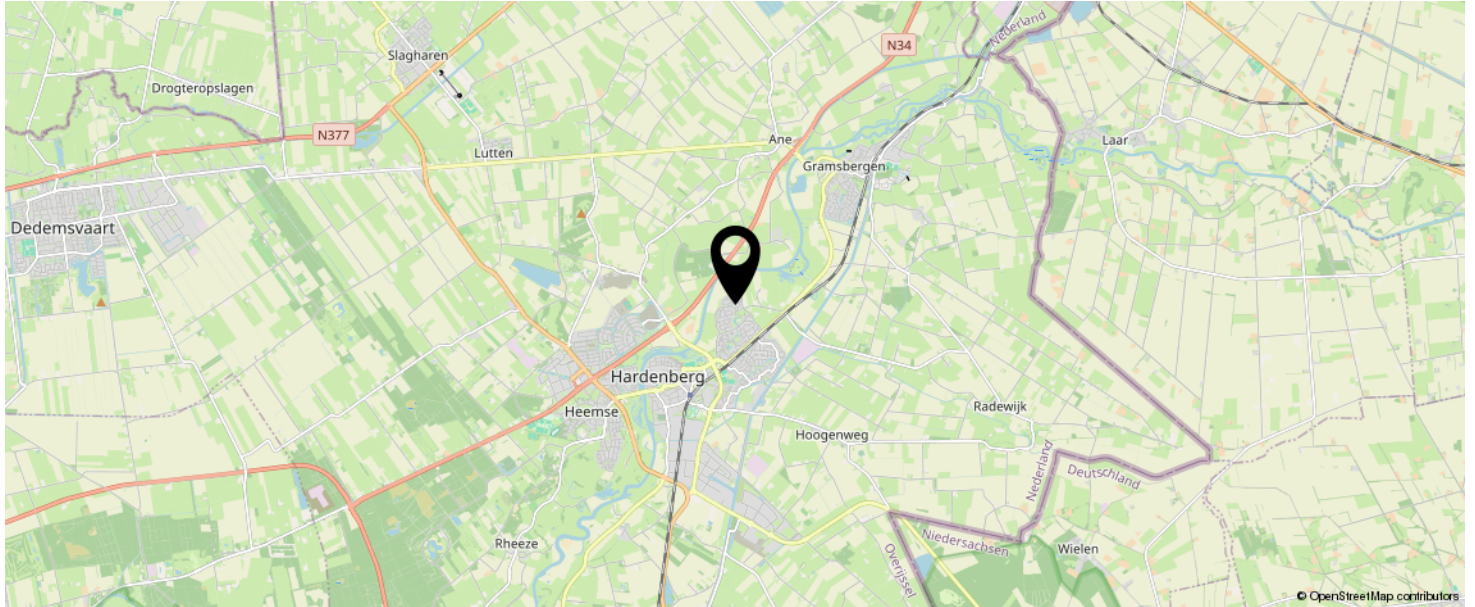 Nederland
N34
Slagharen
Drogteropslagen
N377
Ane
Laar
Lutten
Gramsbergen
Dedemsvaart
Hardenberg
Heemse
Radewijk
Hoogenweg
Nederland
Deutschland
Rheeze
Niedersachsen
Wielen
Overijssel
© OpenStreetMap contributors